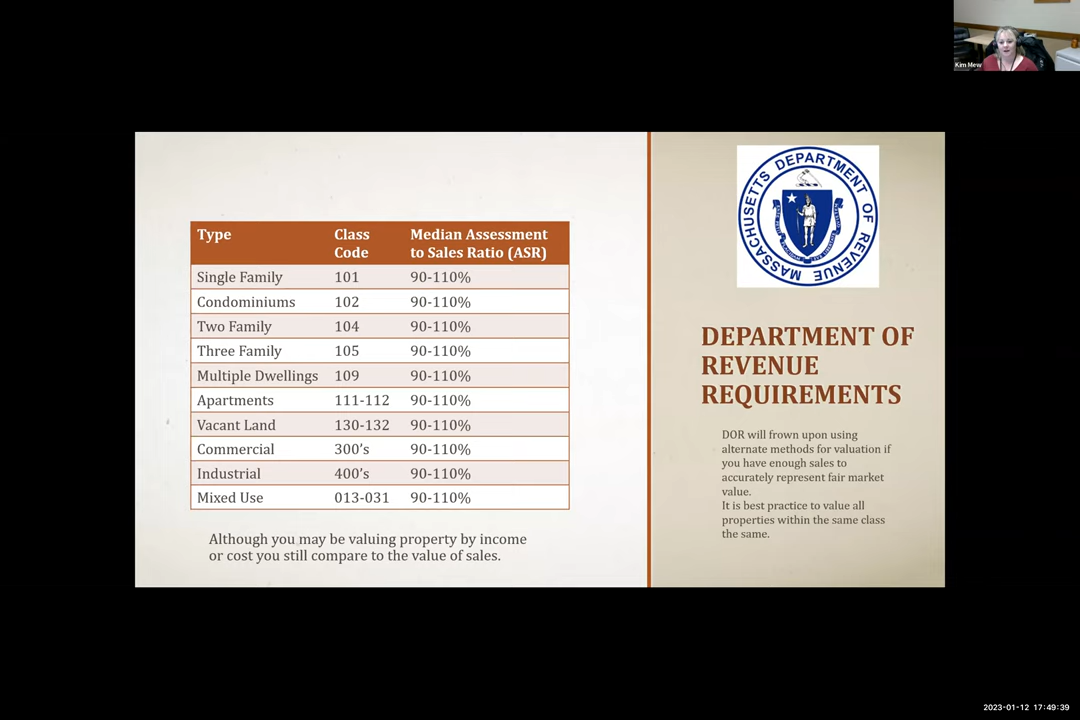 Kim Mew
Type Class Code Median Assessment to Sales Ratio (ASR)
Single Family 101 90-110%
Condominiums 102 90-110%
Two Family 104 90-110%
Three Family 105 90-110%
Multiple Dwellings 109 90-110%
Apartments 111-112 90-110%
Vacant Land 130-132 90-110%
Commercial 300's 90-110%
Industrial 400's 90-110%
Mixed Use 013-031 90-110%
Although you may be valuing property by income
or cost you still compare to the value of sales.
MASSACHUSETTS DEPARTMENT OF REVENUE
DEPARTMENT OF
REVENUE
REQUIREMENTS
DOR will frown upon using
alternate methods for valuation if
you have enough sales to
accurately represent fair market
value.
It is best practice to value all
properties within the same class
the same.
2023-01-12 17:49:39